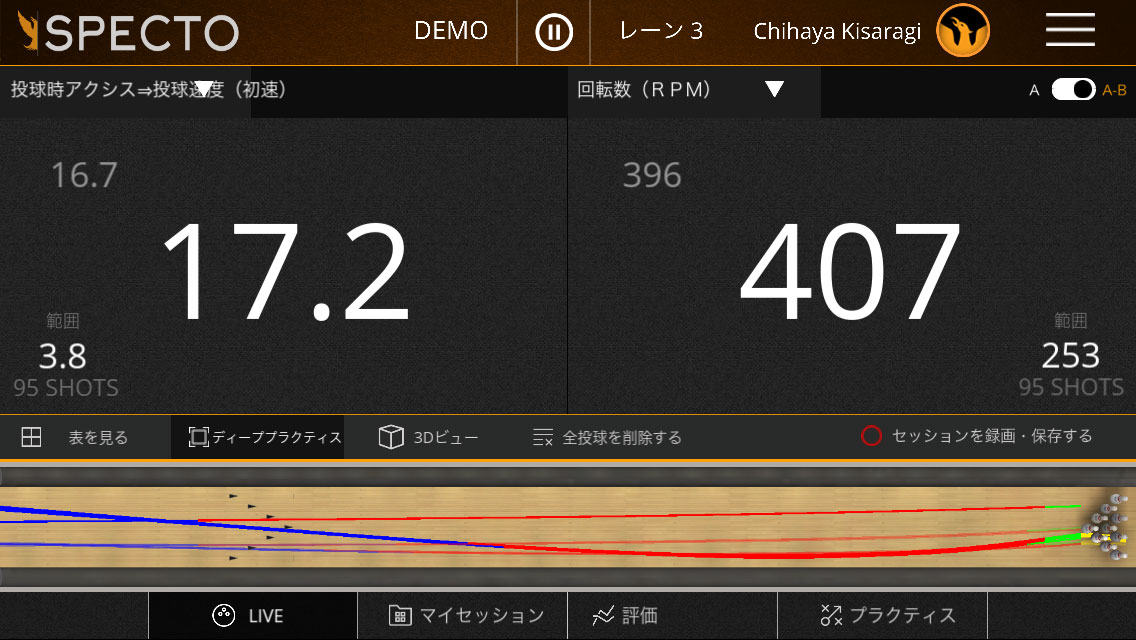 SPECTO
DEMO
レーン 3
Chihaya Kisaragi
投球時アクシス⇒投球速度（初速）
回転数（ＲＰＭ）
A
A-B
16.7
17.2
範囲
3.8
95 SHOTS
396
407
範囲
253
95 SHOTS
表を見る
ディーププラクティス
3Dビュー
全投球を削除する
セッションを録画・保存する
LIVE
マイセッション
評価
プラクティス